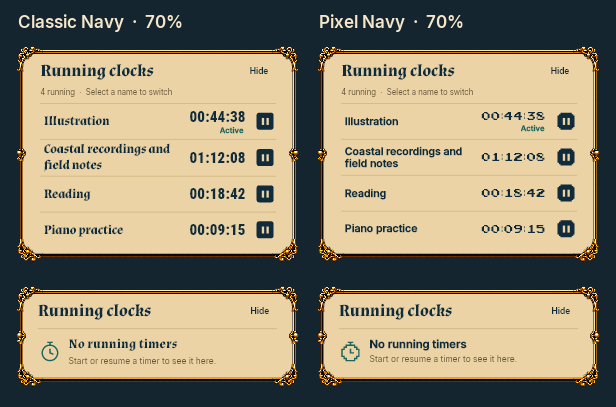 Classic Navy · 70%
Running clocks
Hide
4 running · Select a name to switch
Illustration
00:44:38
Active
Coastal recordings and
field notes
01:12:08
Reading
00:18:42
Piano practice
00:09:15
Running clocks
Hide
No running timers
Start or resume a timer to see it here.
Pixel Navy · 70%
Running clocks
Hide
4 running · Select a name to switch
Illustration
00:44:38
Active
Coastal recordings and
field notes
01:12:08
Reading
00:18:42
Piano practice
00:09:15
Running clocks
Hide
No running timers
Start or resume a timer to see it here.